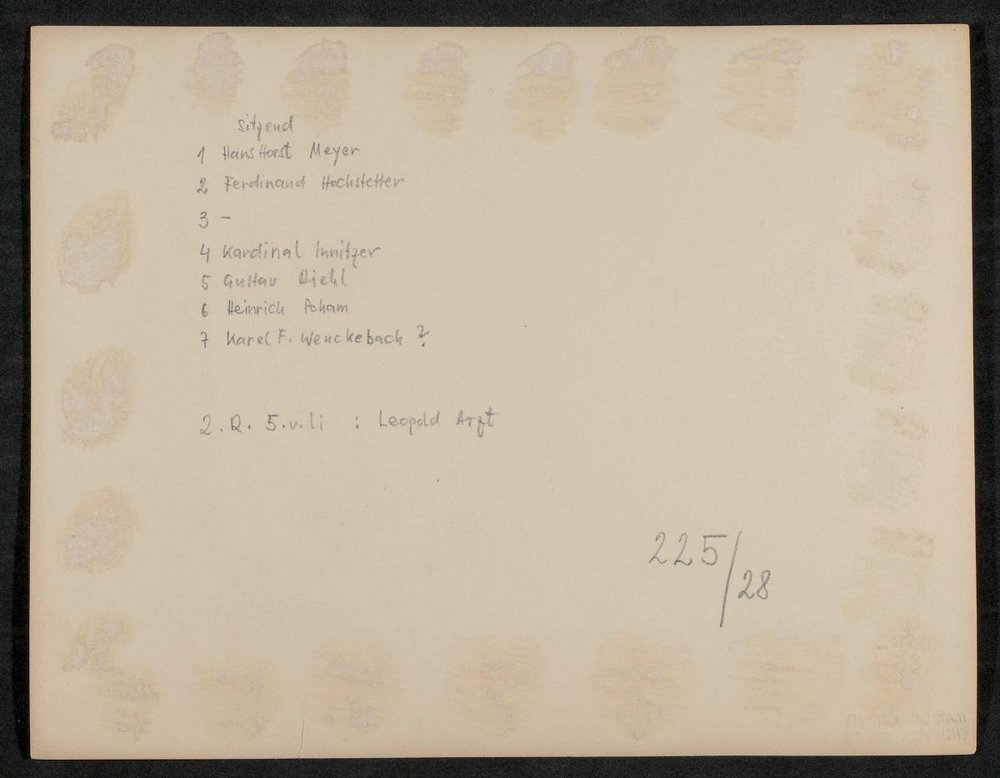 sitzend
1 Hans Horst Meyer
2 Ferdinand Hochstetter
3 -
4 Kardinal Innitzer
5 Gustav Riehl
6 Heinrich Peham
7 Karel F. Wenckebach ?
2. R. 5.v.li : Leopold Arzt
225/28